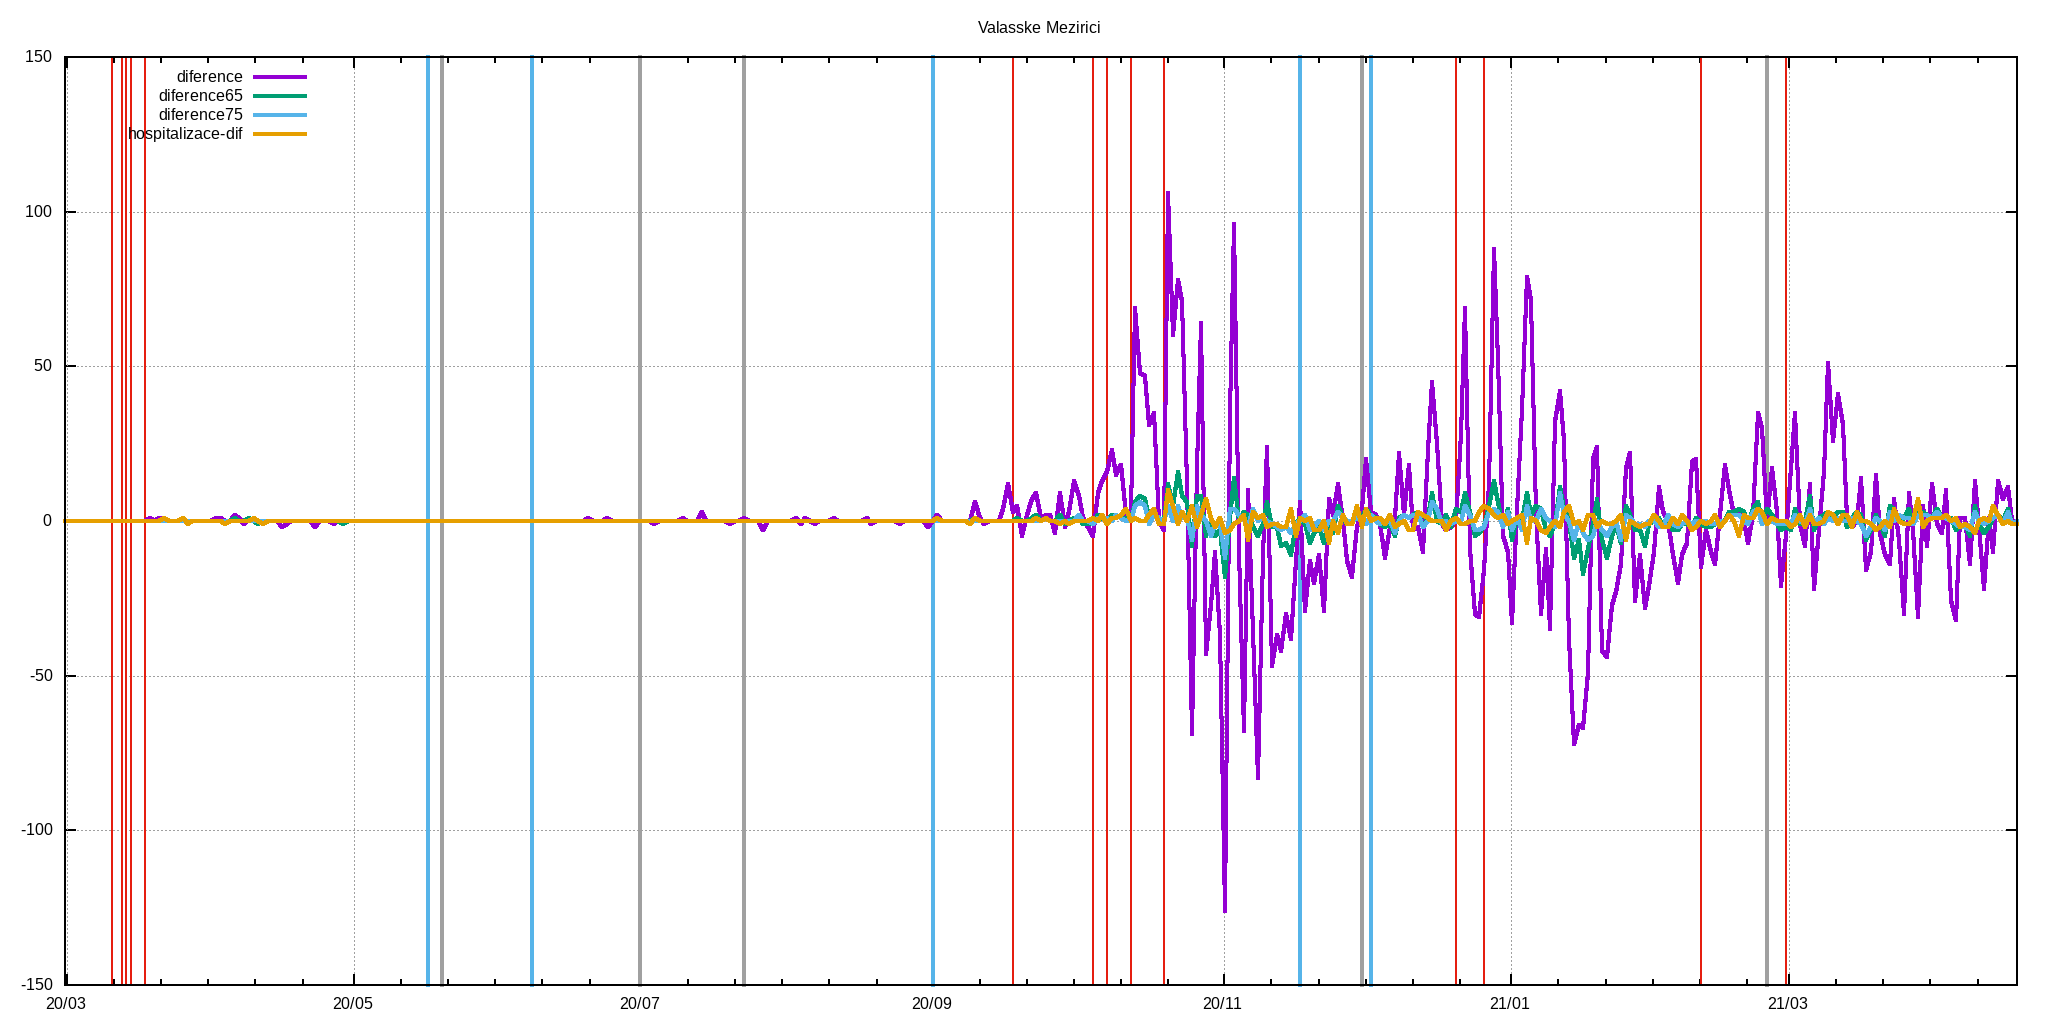 Valasske Mezirici
150
diference
diference65
diference75
hospitalizace-dif
100
50
0
-50
-100
-150
20/03 20/05 20/07 20/09 20/11 21/01 21/03